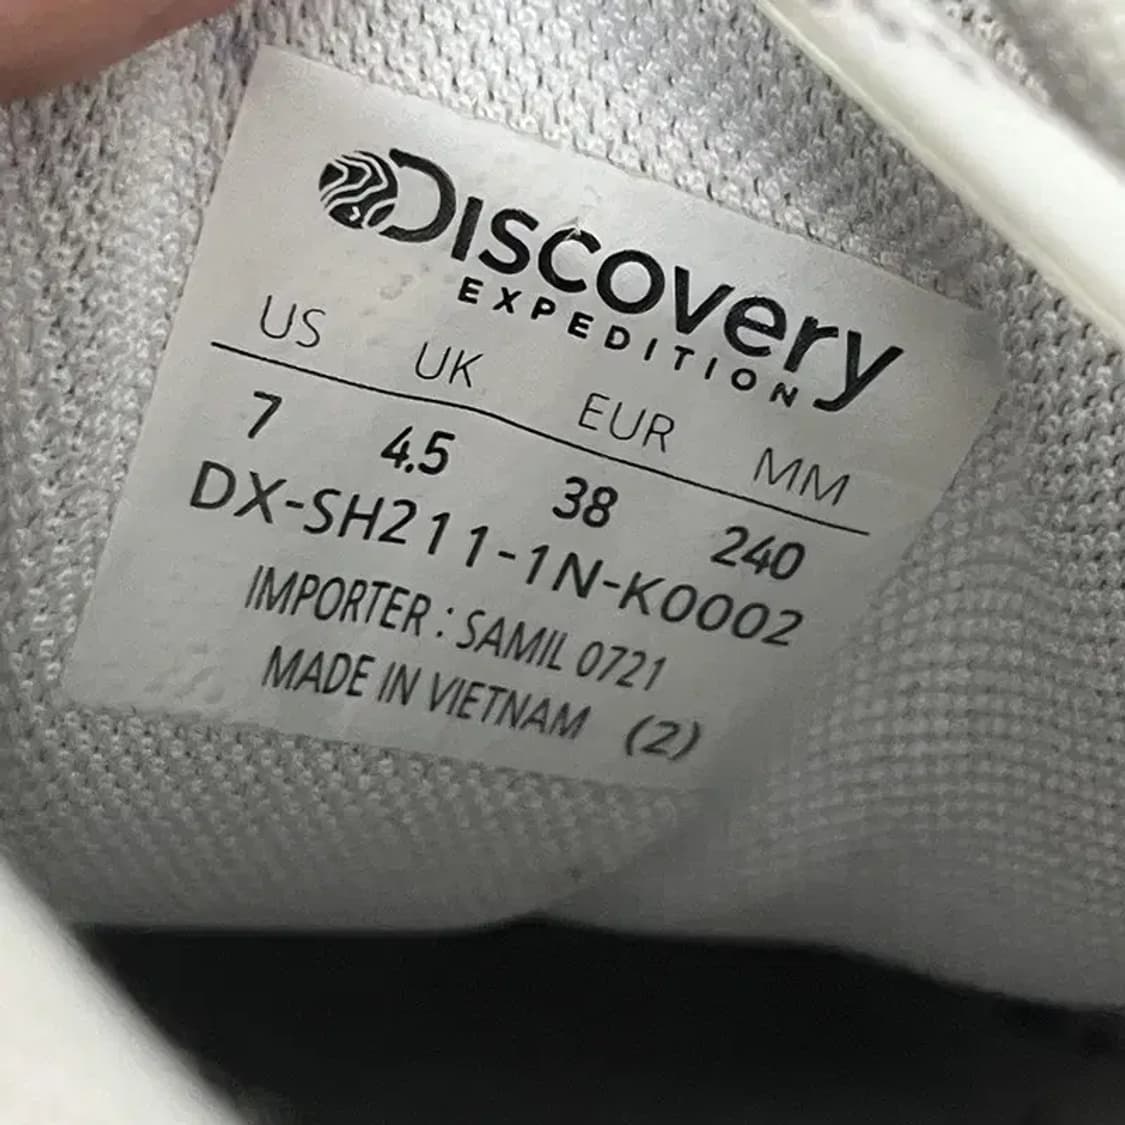 Discovery
EXPEDITION
US UK EUR MM
7 4.5 38 240
DX-SH211-1N-K0002
IMPORTER : SAMIL 0721
MADE IN VIETNAM (2)